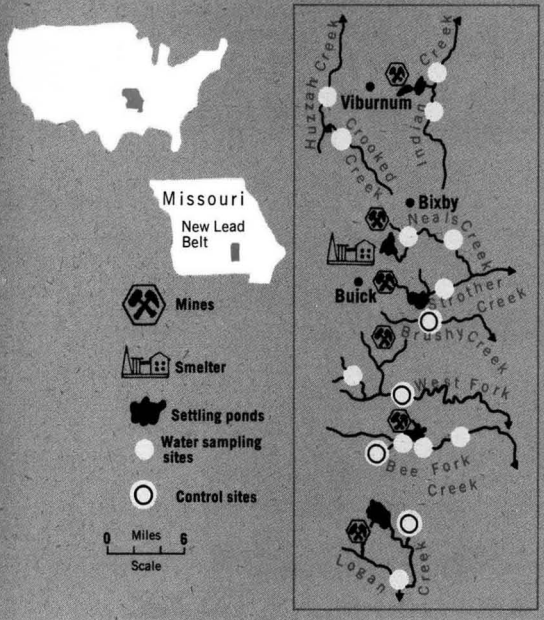 Missouri
New Lead
Belt
Mines
Smelter
Settling ponds
Water sampling
sites
Control sites
0 Miles 6
Scale
Huzzah Creek
Viburnum
Indian Creek
Crooked
Creek
Bixby
Neals Creek
Buick
Strother
Creek
Brushy Creek
West Fork
Bee Fork
Creek
Logan Creek